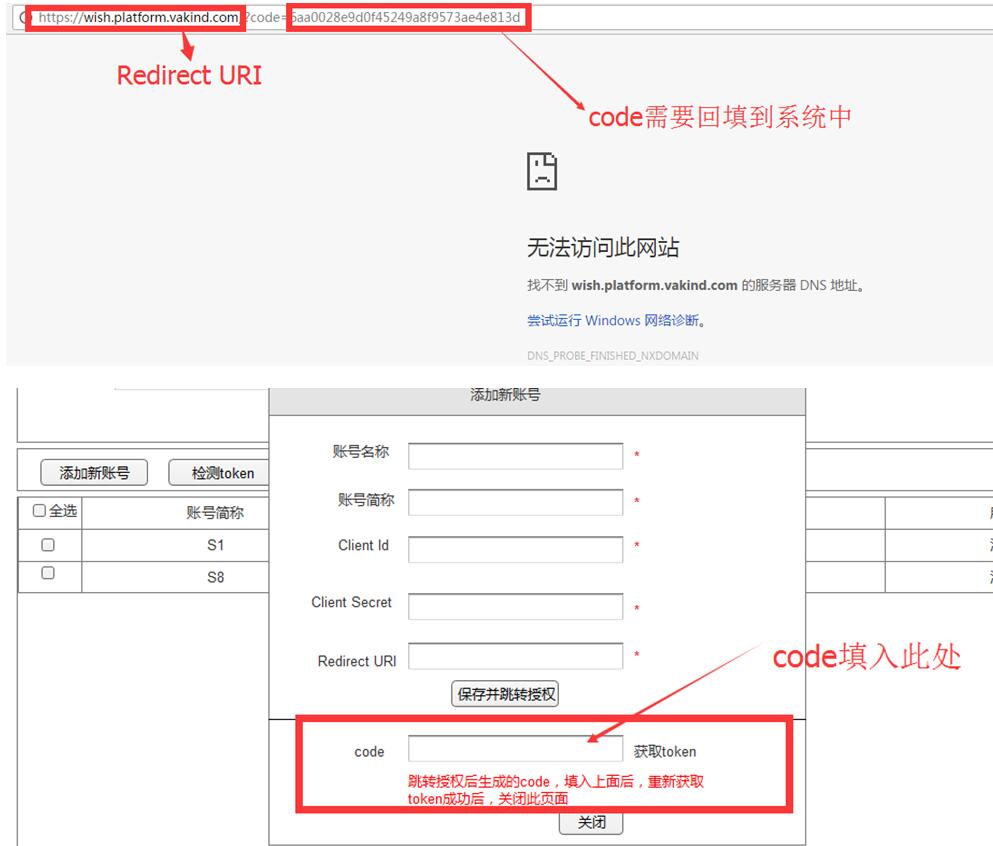 https://wish.platform.vakind.com/?code=6aa0028e9d0f45249a8f9573ae4e813d
Redirect URI
code需要回填到系统中
无法访问此网站
找不到 wish.platform.vakind.com 的服务器 DNS 地址。
尝试运行 Windows 网络诊断。
DNS_PROBE_FINISHED_NXDOMAIN
添加新账号
账号名称 *
添加新账号 检测token
账号简称 *
全选 账号简称
Client Id *
S1
S8
Client Secret *
Redirect URI *
code填入此处
保存并跳转授权
code 获取token
跳转授权后生成的code，填入上面后，重新获取
token成功后，关闭此页面
关闭